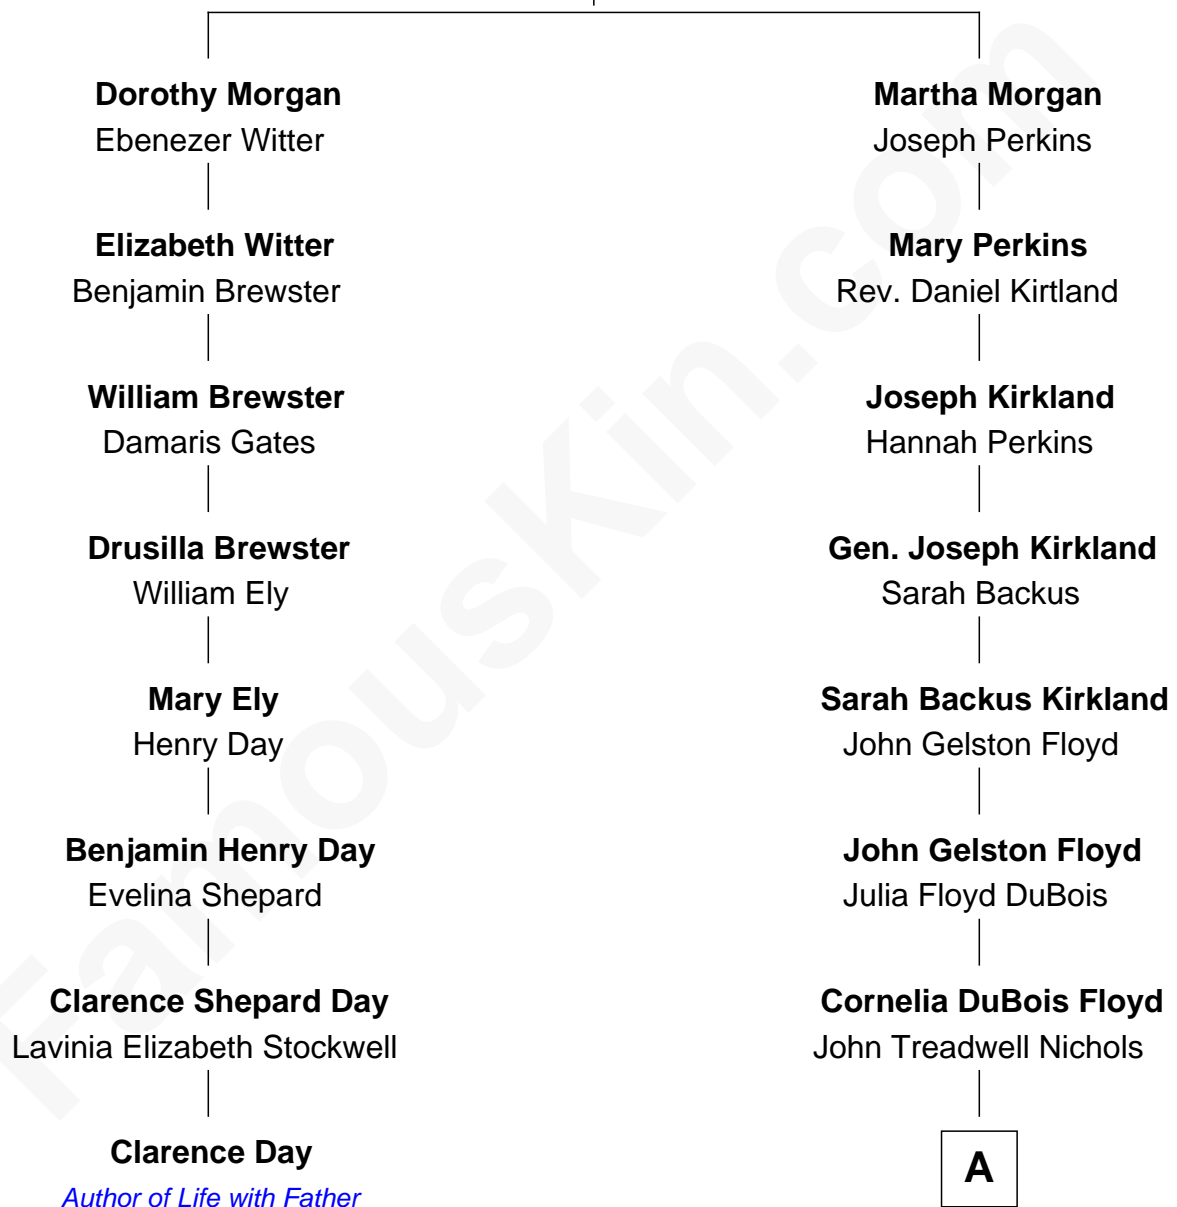 Dorothy Morgan
Ebenezer Witter
Martha Morgan
Joseph Perkins
Elizabeth Witter
Benjamin Brewster
Mary Perkins
Rev. Daniel Kirtland
William Brewster
Damaris Gates
Joseph Kirkland
Hannah Perkins
Drusilla Brewster
William Ely
Gen. Joseph Kirkland
Sarah Backus
Mary Ely
Henry Day
Sarah Backus Kirkland
John Gelston Floyd
Benjamin Henry Day
Evelina Shepard
John Gelston Floyd
Julia Floyd DuBois
Clarence Shepard Day
Lavinia Elizabeth Stockwell
Cornelia DuBois Floyd
John Treadwell Nichols
Clarence Day
Author of Life with Father
A
FamousKin.com